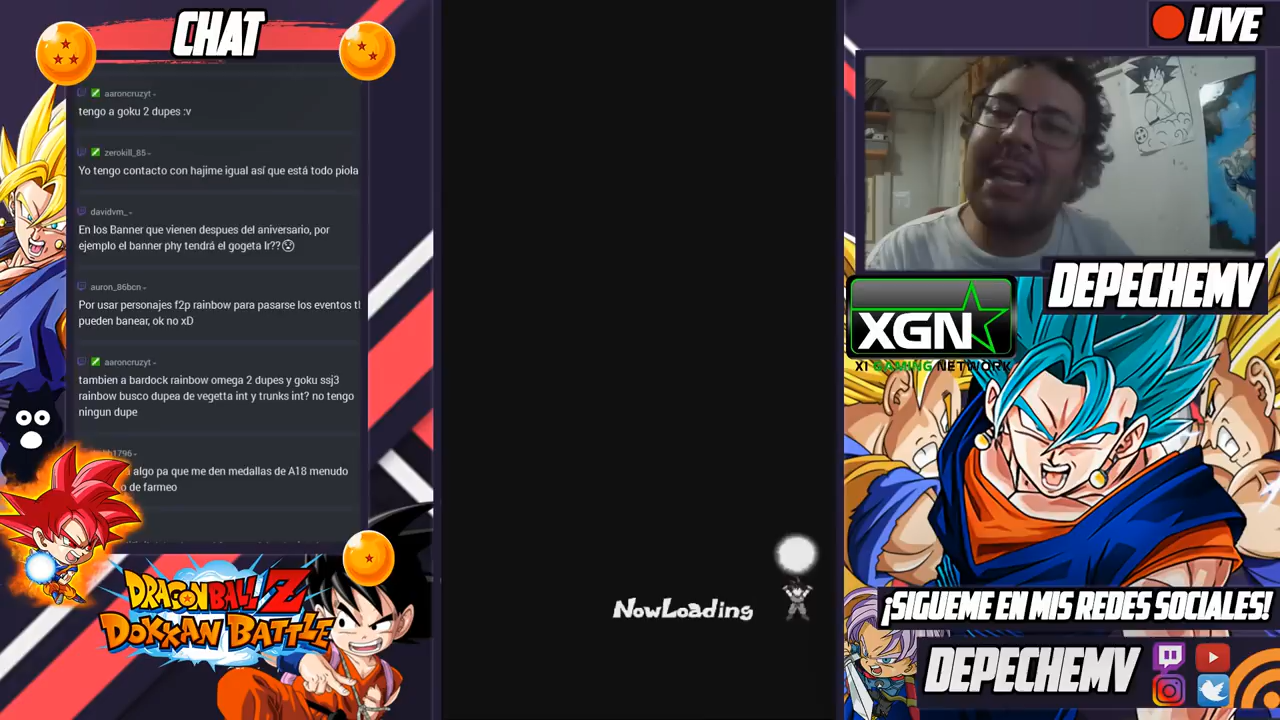 CHAT
aaroncruzyt
tengo a goku 2 dupes :v
zerokill_85
Yo tengo contacto con hajime igual así que está todo piola
davidvm_
En los Banner que vienen despues del aniversario, por
ejemplo el banner phy tendrá el gogeta lr??
auron_86bcn
Por usar personajes f2p rainbow para pasarse los eventos t
pueden banear, ok no xD
aaroncruzyt
tambien a bardock rainbow omega 2 dupes y goku ssj3
rainbow busco dupea de vegetta int y trunks int? no tengo
ningun dupe
1796
algo pa que me den medallas de A18 menudo
o de farmeo
DRAGONBALL Z
DOKKAN BATTLE
NowLoading
LIVE
DEPECHEMV
XGN
XI GAMING NETWORK
¡SIGUEME EN MIS REDES SOCIALES!
DEPECHEMV